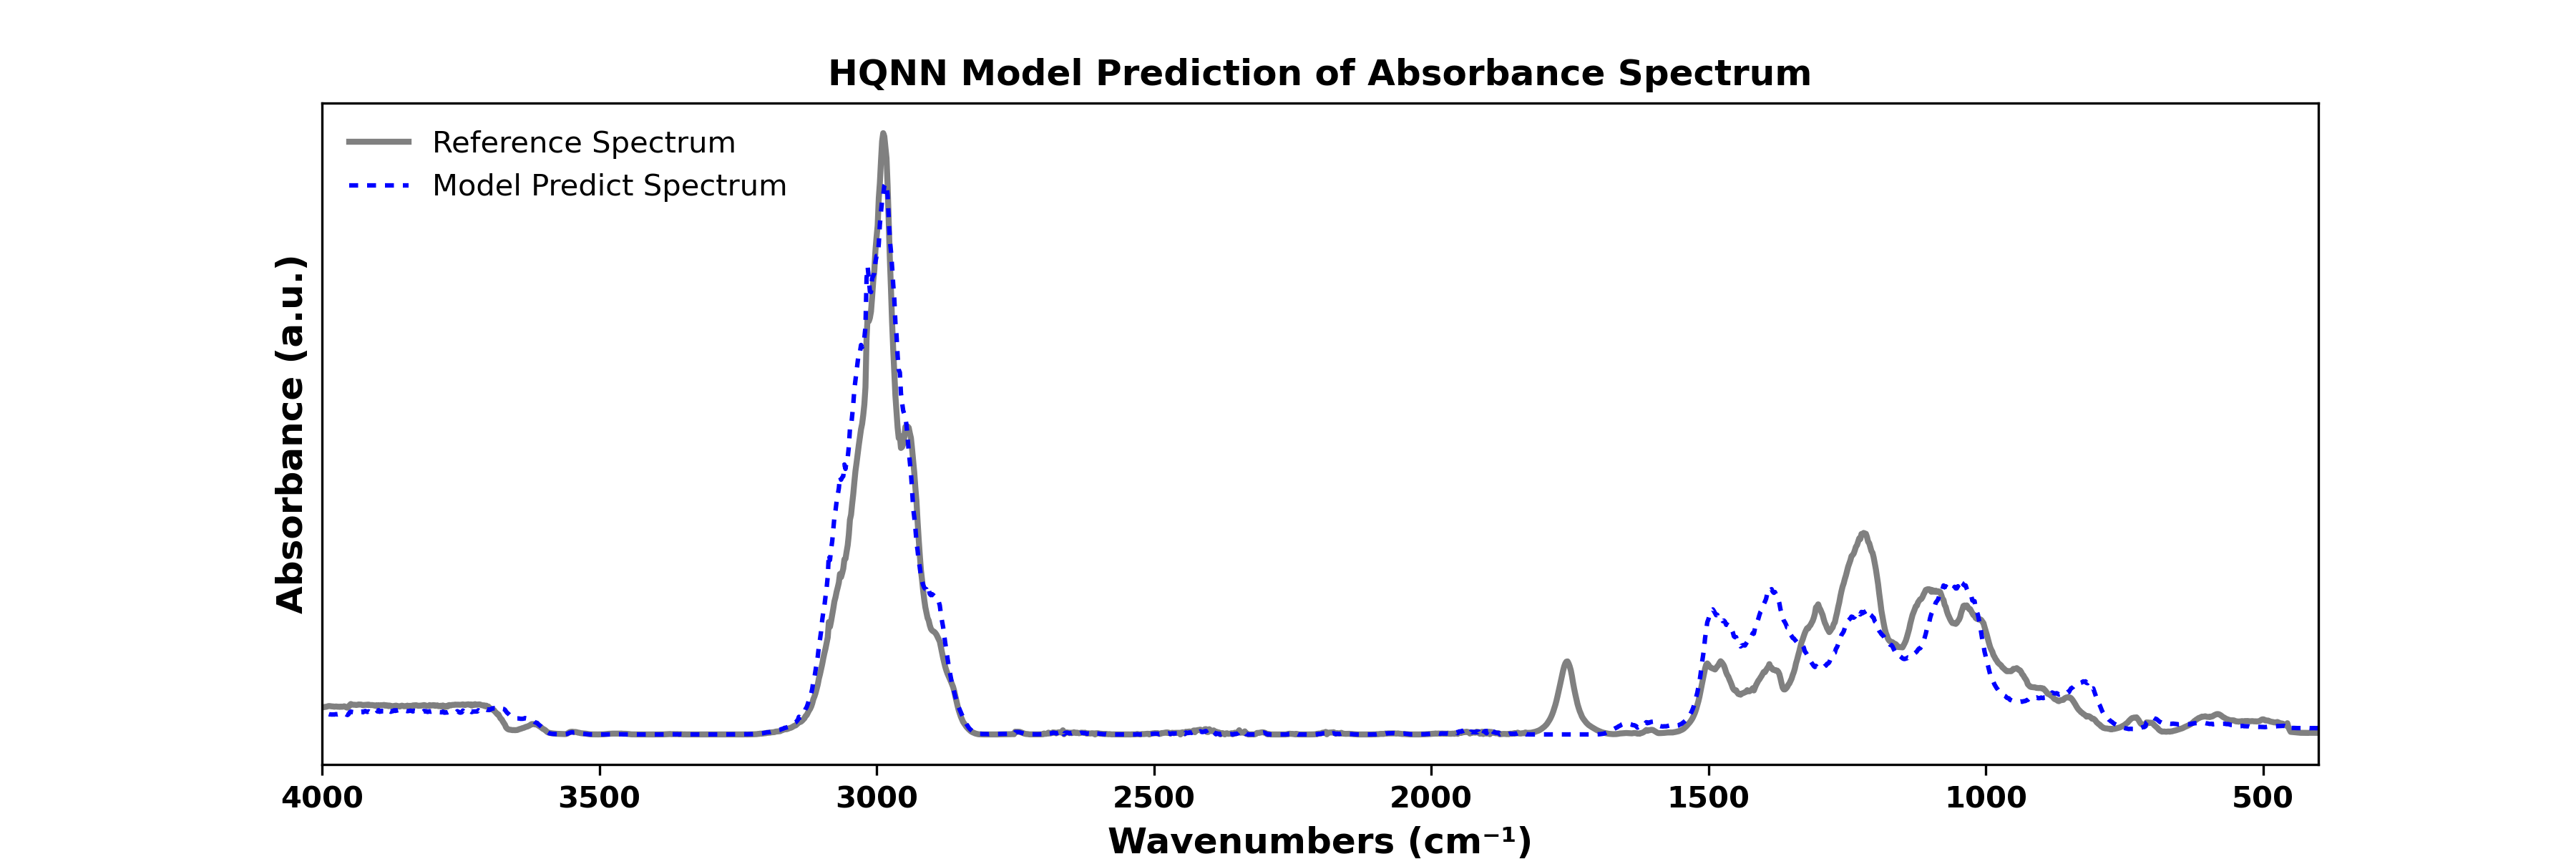 HQNN Model Prediction of Absorbance Spectrum
Reference Spectrum
Model Predict Spectrum
Absorbance (a.u.)
4000 3500 3000 2500 2000 1500 1000 500
Wavenumbers (cm⁻¹)